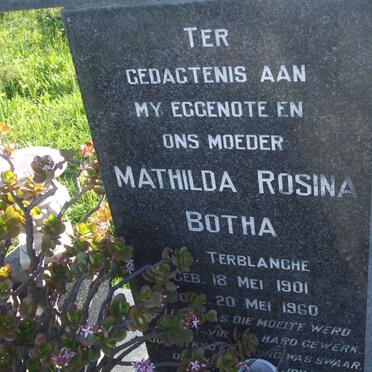 TER
GEDAGTENIS AAN
MY EGGENOTE EN
ONS MOEDER
MATHILDA ROSINA
BOTHA
TERBLANCHE
GEB. 18 MEI 1901
20 MEI 1960
IS DIE MOEITE WERD
HARD GEWERK
WAS SWAAR